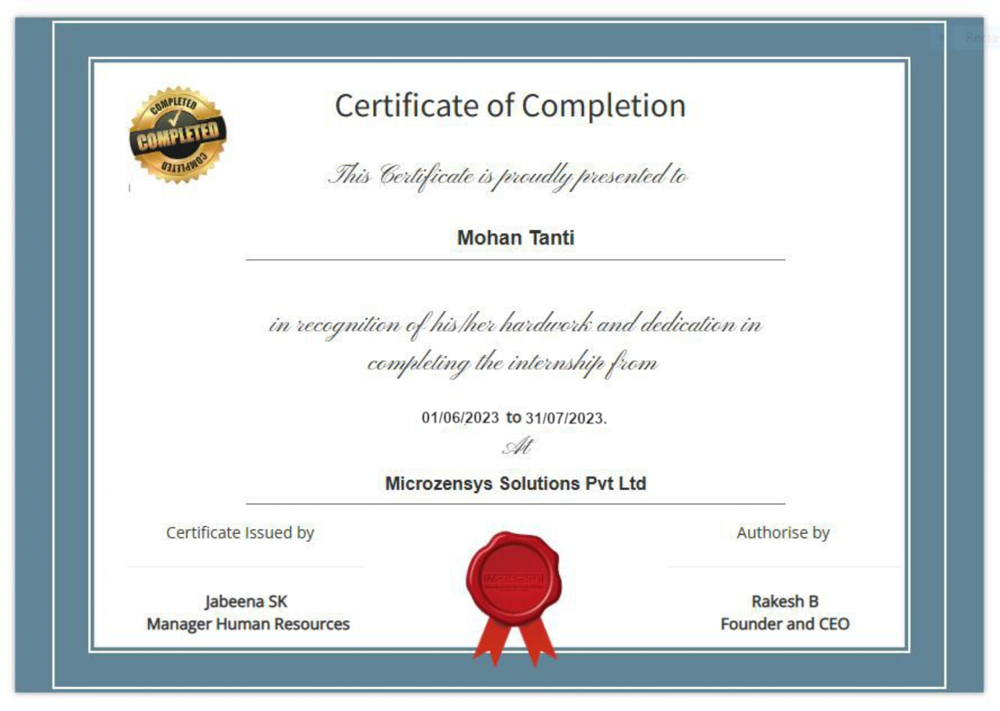 Recta
COMPLETED
COMPLETED
COMPLETED
Certificate of Completion
This Certificate is proudly presented to
Mohan Tanti
in recognition of his/her hardwork and dedication in
completing the internship from
01/06/2023 to 31/07/2023.
At
Microzensys Solutions Pvt Ltd
Certificate Issued by
Authorise by
Jabeena SK
Manager Human Resources
Rakesh B
Founder and CEO